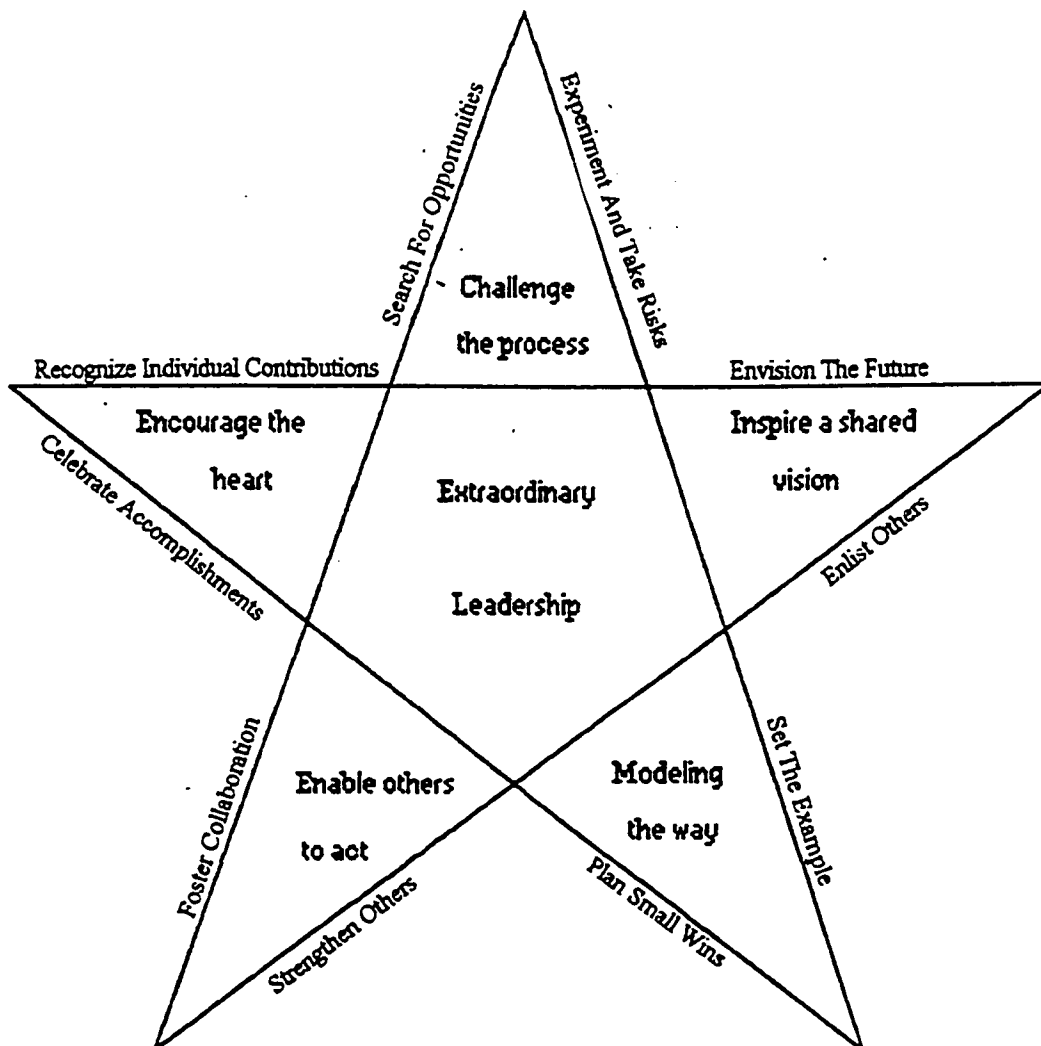 Search For Opportunities
Experiment And Take Risks
Challenge
the process
Recognize Individual Contributions
Envision The Future
Encourage the
heart
Inspire a shared
vision
Celebrate Accomplishments
Enlist Others
Extraordinary
Leadership
Foster Collaboration
Enable others
to act
Strengthen Others
Modeling
the way
Set The Example
Plan Small Wins